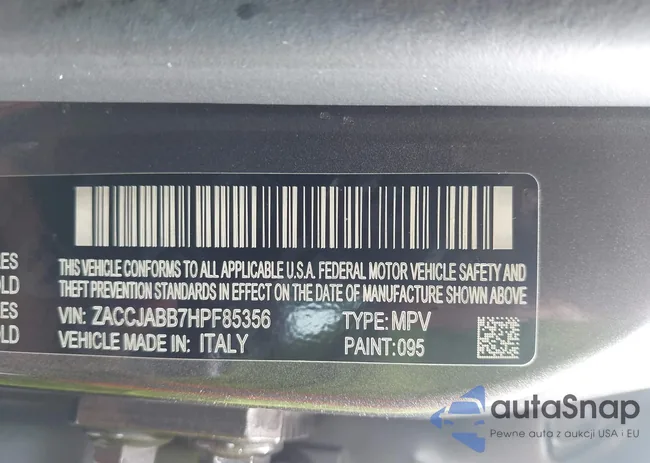 THIS VEHICLE CONFORMS TO ALL APPLICABLE U.S.A. FEDERAL MOTOR VEHICLE SAFETY AND
THEFT PREVENTION STANDARDS IN EFFECT ON THE DATE OF MANUFACTURE SHOWN ABOVE
VIN: ZACCJABB7HPF85356 TYPE: MPV
VEHICLE MADE IN: ITALY PAINT: 095
autaSnap
Pewne auta z aukcji USA i EU